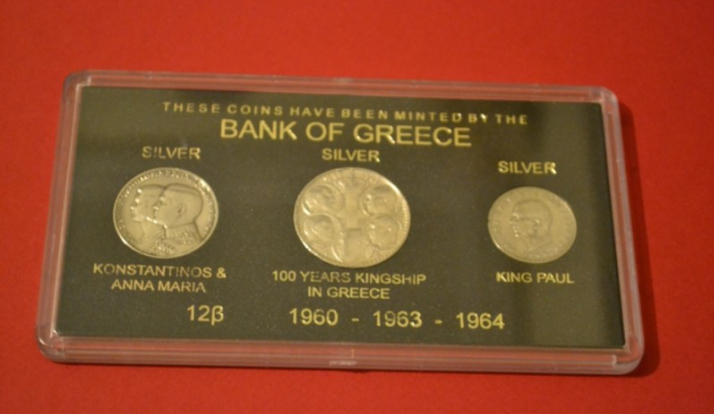 THESE COINS HAVE BEEN MINTED BY THE
BANK OF GREECE
SILVER
SILVER
SILVER
KONSTANTINOS &
ANNA MARIA
100 YEARS KINGSHIP
IN GREECE
KING PAUL
12β
1960 - 1963 - 1964